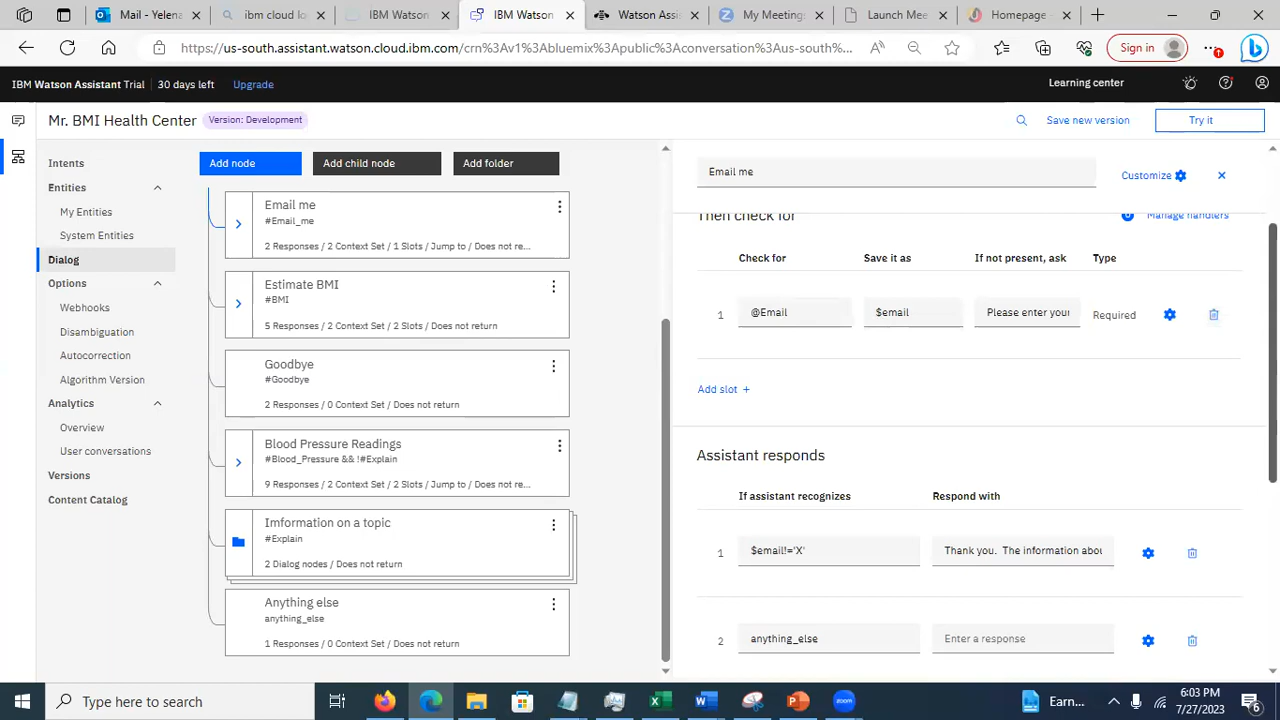 Mail - Yelena
ibm cloud lo
IBM Watson
IBM Watson
Watson Assi
My Meeting
Launch Mee
Homepage -
https://us-south.assistant.watson.cloud.ibm.com/crn%3Av1%3Abluemix%3Apublic%3Aconversation%3Aus-south%...
Sign in
IBM Watson Assistant Trial 30 days left Upgrade
Learning center
Mr. BMI Health Center Version: Development
Save new version Try it
Intents
Entities
My Entities
System Entities
Dialog
Options
Webhooks
Disambiguation
Autocorrection
Algorithm Version
Analytics
Overview
User conversations
Versions
Content Catalog
Add node Add child node Add folder
Email me
#Email_me
2 Responses / 2 Context Set / 1 Slots / Jump to / Does not re...
Estimate BMI
#BMI
5 Responses / 2 Context Set / 2 Slots / Does not return
Goodbye
#Goodbye
2 Responses / 0 Context Set / Does not return
Blood Pressure Readings
#Blood_Pressure && !#Explain
9 Responses / 2 Context Set / 2 Slots / Jump to / Does not re...
Imformation on a topic
#Explain
2 Dialog nodes / Does not return
Anything else
anything_else
1 Responses / 0 Context Set / Does not return
Email me
Customize
Then check for
Manage handlers
Check for Save it as If not present, ask Type
1 @Email $email Please enter your Required
Add slot +
Assistant responds
If assistant recognizes Respond with
1 $email!='X' Thank you. The information abou
2 anything_else Enter a response
Type here to search
Earn...
6:03 PM
7/27/2023
6